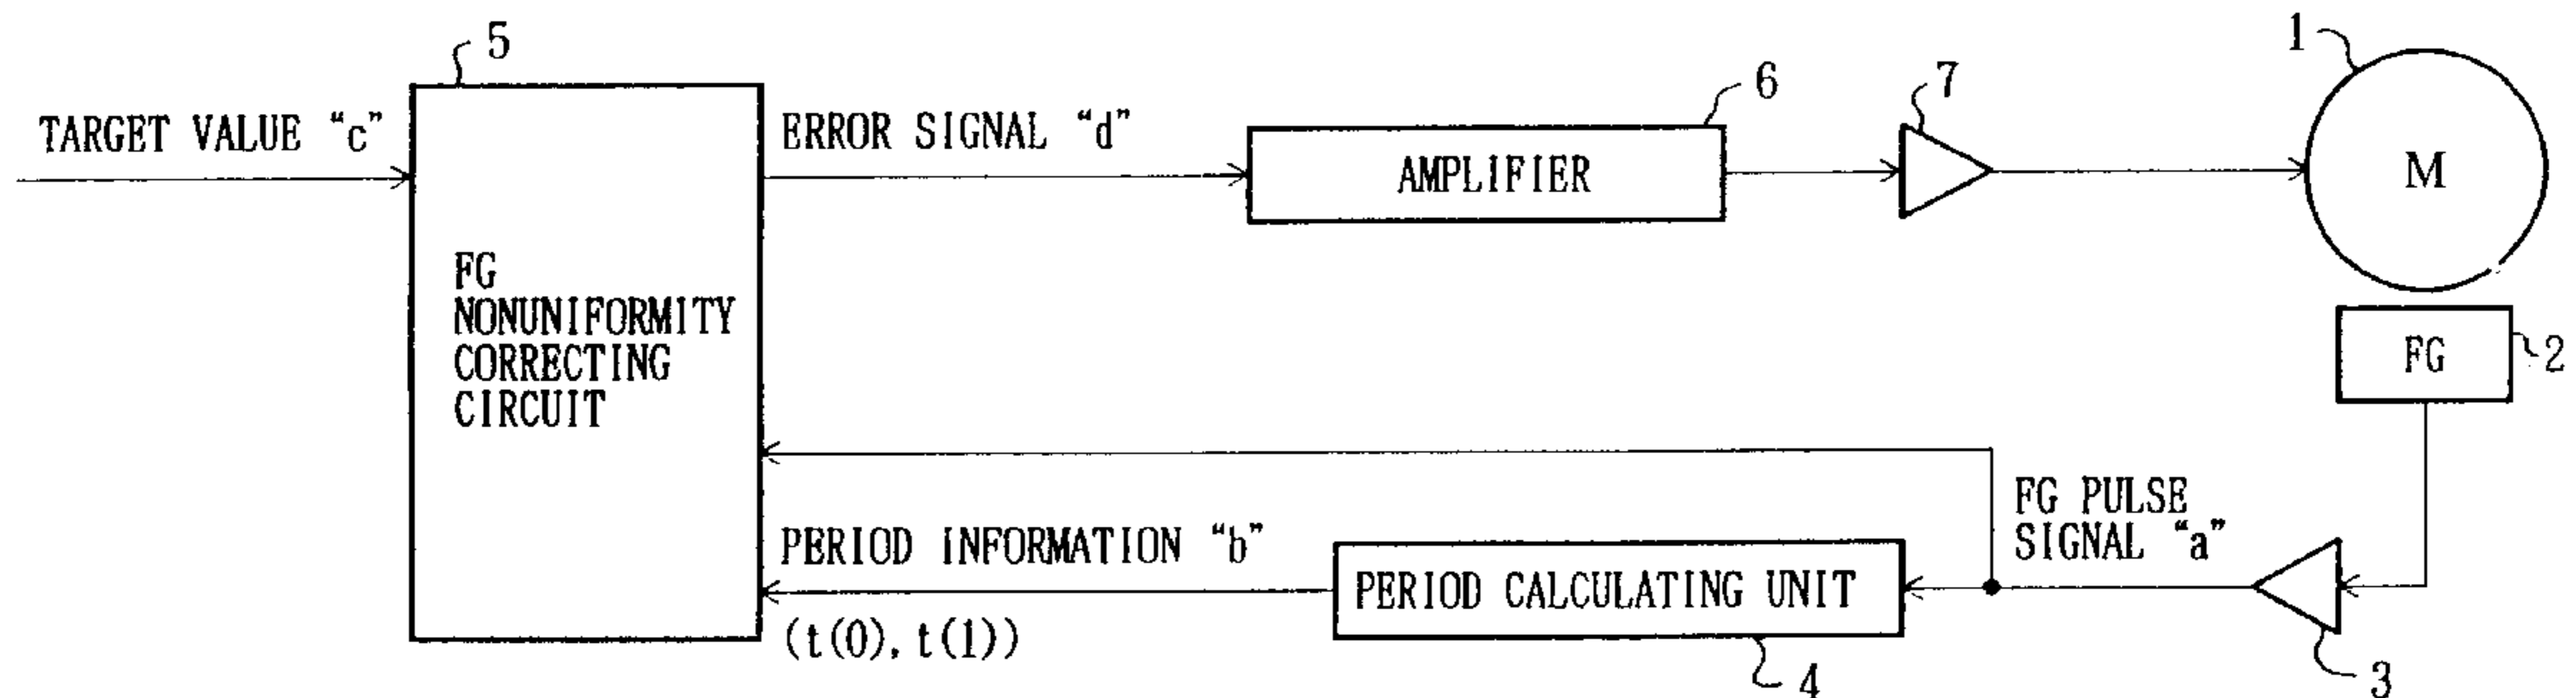 5
TARGET VALUE “c”
ERROR SIGNAL “d”
6
AMPLIFIER
7
1
M
FG
NONUNIFORMITY
CORRECTING
CIRCUIT
FG
2
FG PULSE
SIGNAL “a”
PERIOD INFORMATION “b”
(t(0), t(1))
PERIOD CALCULATING UNIT
4
3